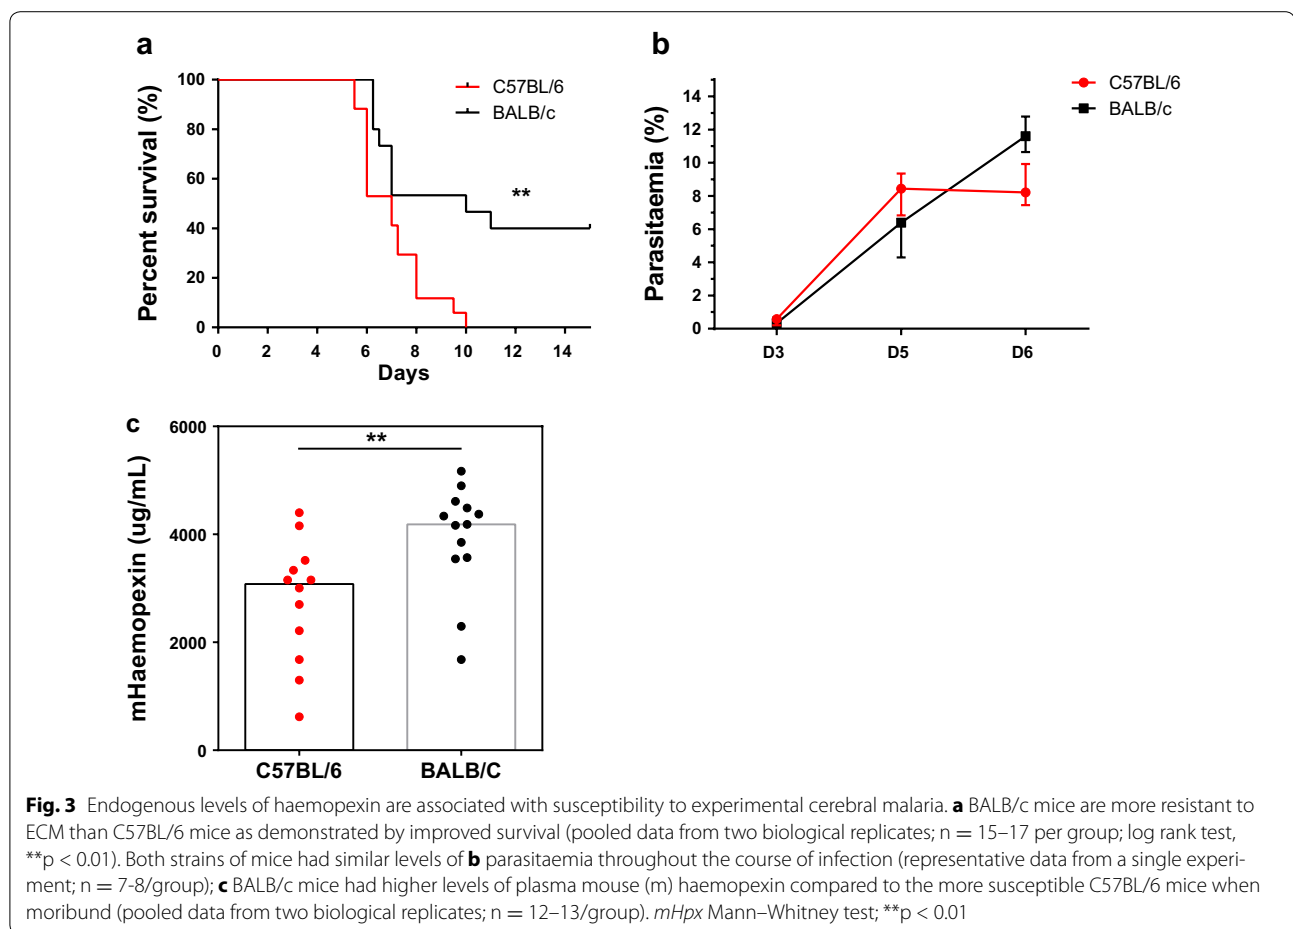 a
Percent survival (%)
100
80
60
40
20
0
0 2 4 6 8 10 12 14
Days
C57BL/6
BALB/c
**
b
Parasitaemia (%)
14
12
10
8
6
4
2
0
D3 D5 D6
C57BL/6
BALB/c
c
mHaemopexin (ug/mL)
6000
4000
2000
0
**
C57BL/6 BALB/C
Fig. 3 Endogenous levels of haemopexin are associated with susceptibility to experimental cerebral malaria. a BALB/c mice are more resistant to
ECM than C57BL/6 mice as demonstrated by improved survival (pooled data from two biological replicates; n = 15–17 per group; log rank test,
**p < 0.01). Both strains of mice had similar levels of b parasitaemia throughout the course of infection (representative data from a single experi-
ment; n = 7-8/group); c BALB/c mice had higher levels of plasma mouse (m) haemopexin compared to the more susceptible C57BL/6 mice when
moribund (pooled data from two biological replicates; n = 12–13/group). mHpx Mann–Whitney test; **p < 0.01